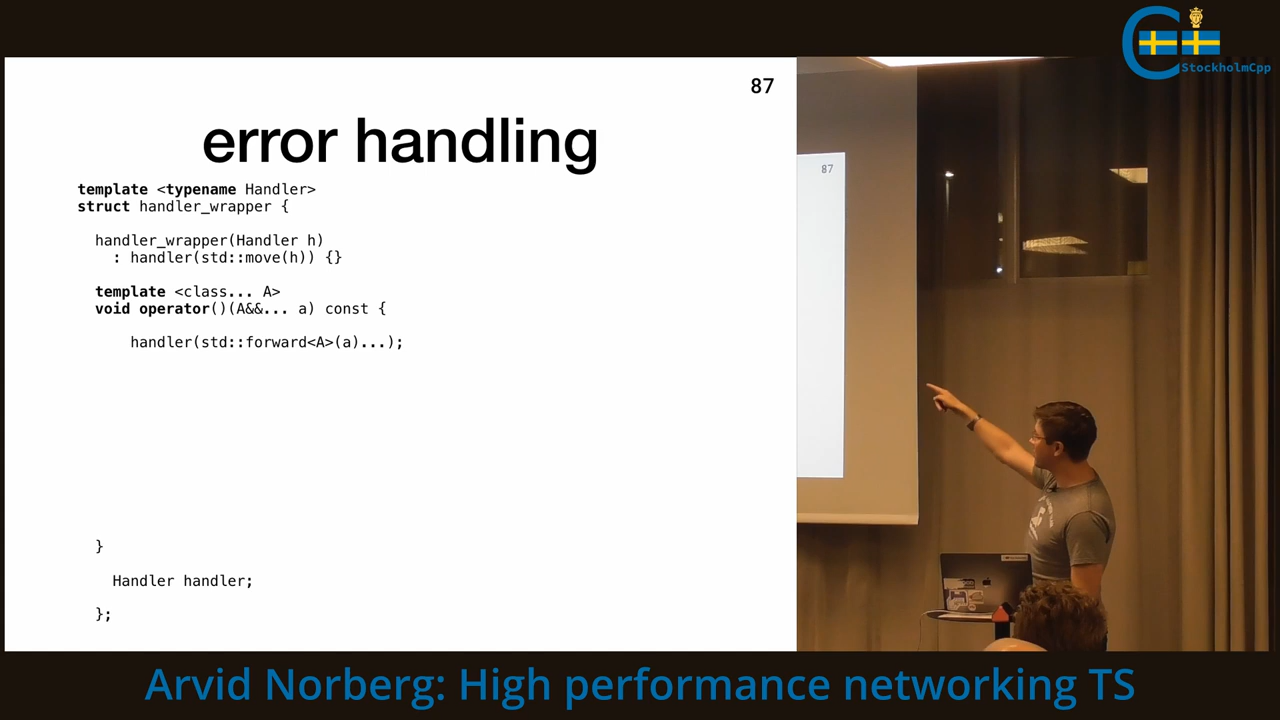 StockholmCpp
87
error handling
template <typename Handler>
struct handler_wrapper {
handler_wrapper(Handler h)
: handler(std::move(h)) {}
template <class... A>
void operator()(A&&... a) const {
handler(std::forward<A>(a)...);
}
Handler handler;
};
87
Arvid Norberg: High performance networking TS